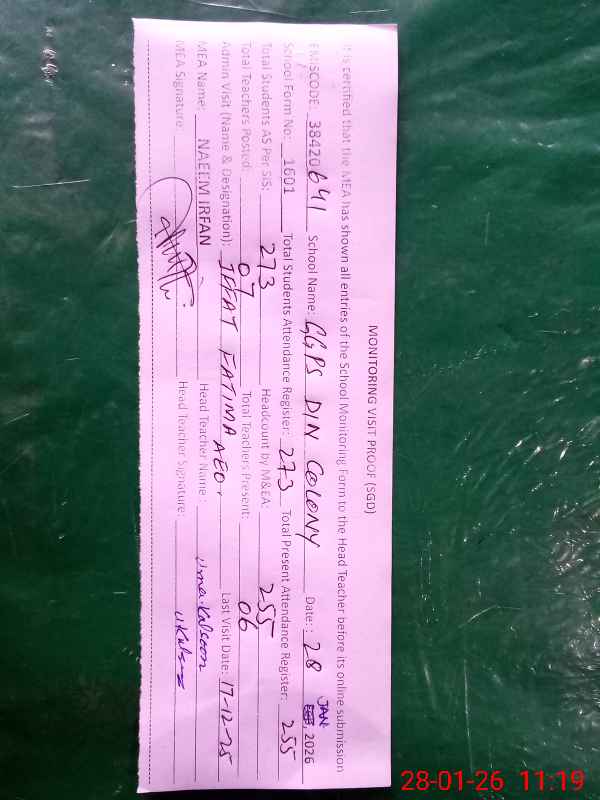 MONITORING VISIT PROOF (SGD)
It is certified that the MEA has shown all entries of the School Monitoring Form to the Head Teacher before its online submission
EMISCODE: 38420641 School Name: GGPS DIN COLONY Date: 28 JAN, 2026
School Form No: 1601 Total Students Attendance Register: 273 Total Present Attendance Register: 255
Total Students AS Per SIS: 273 Headcount by M&EA: 255
Total Teachers Posted: 07 Total Teachers Present: 06
Admin Visit (Name & Designation): IFFAT FATIMA AEO. Last Visit Date: 17-12-25
MEA Name: NAEEM IRFAN Head Teacher Name: Ume Kalsoom
MEA Signature: Head Teacher Signature:
28-01-26 11:19